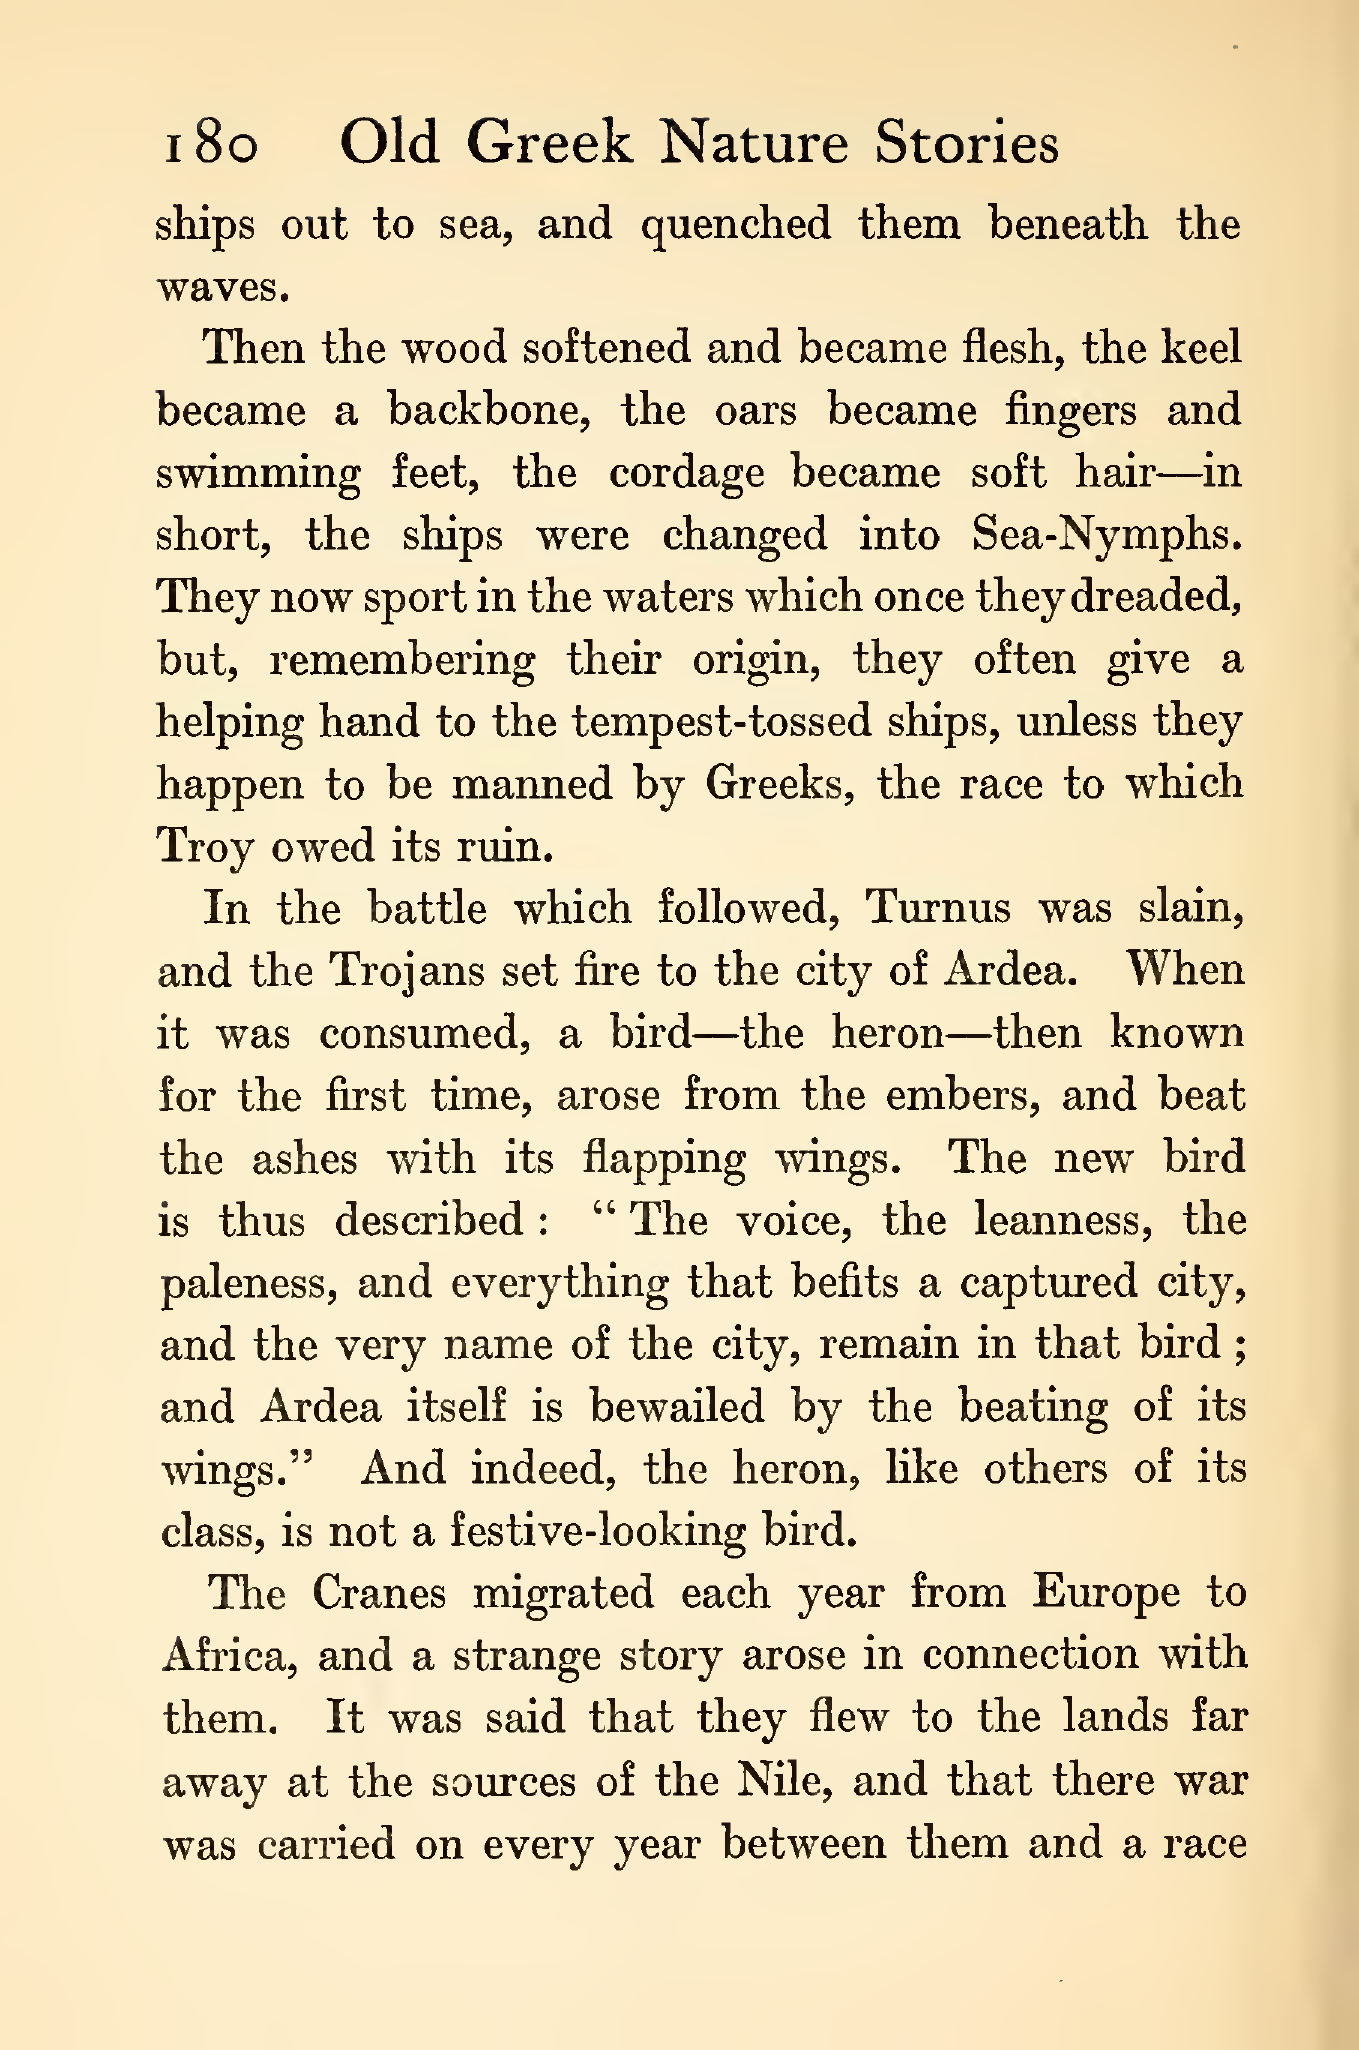 180 Old Greek Nature Stories
ships out to sea, and quenched them beneath the
waves.
Then the wood softened and became flesh, the keel
became a backbone, the oars became fingers and
swimming feet, the cordage became soft hair—in
short, the ships were changed into Sea-Nymphs.
They now sport in the waters which once they dreaded,
but, remembering their origin, they often give a
helping hand to the tempest-tossed ships, unless they
happen to be manned by Greeks, the race to which
Troy owed its ruin.
In the battle which followed, Turnus was slain,
and the Trojans set fire to the city of Ardea. When
it was consumed, a bird—the heron—then known
for the first time, arose from the embers, and beat
the ashes with its flapping wings. The new bird
is thus described : “ The voice, the leanness, the
paleness, and everything that befits a captured city,
and the very name of the city, remain in that bird ;
and Ardea itself is bewailed by the beating of its
wings.” And indeed, the heron, like others of its
class, is not a festive-looking bird.
The Cranes migrated each year from Europe to
Africa, and a strange story arose in connection with
them. It was said that they flew to the lands far
away at the sources of the Nile, and that there war
was carried on every year between them and a race